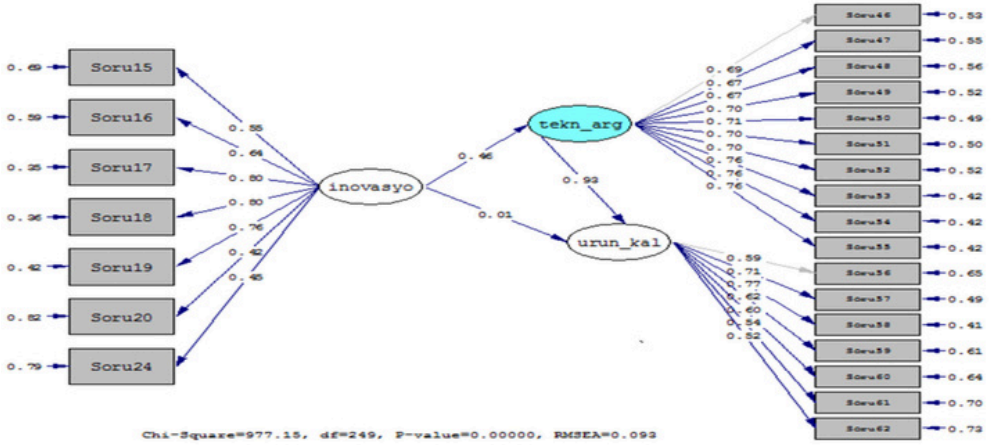 0.69 Soru15
0.59 Soru16
0.35 Soru17
0.36 Soru18
0.42 Soru19
0.82 Soru20
0.79 Soru24
0.55
0.64
0.80
0.80
0.76
0.42
0.45
inovasyo
0.46
0.01
tekn_arg
0.93
urun_kal
0.69
0.67
0.67
0.70
0.71
0.70
0.70
0.76
0.76
0.76
0.59
0.71
0.77
0.62
0.60
0.54
0.52
Soru46 0.53
Soru47 0.55
Soru48 0.56
Soru49 0.52
Soru50 0.49
Soru51 0.50
Soru52 0.52
Soru53 0.42
Soru54 0.42
Soru55 0.42
Soru56 0.65
Soru57 0.49
Soru58 0.41
Soru59 0.61
Soru60 0.64
Soru61 0.70
Soru62 0.73
Chi-Square=977.15, df=249, P-value=0.00000, RMSEA=0.093